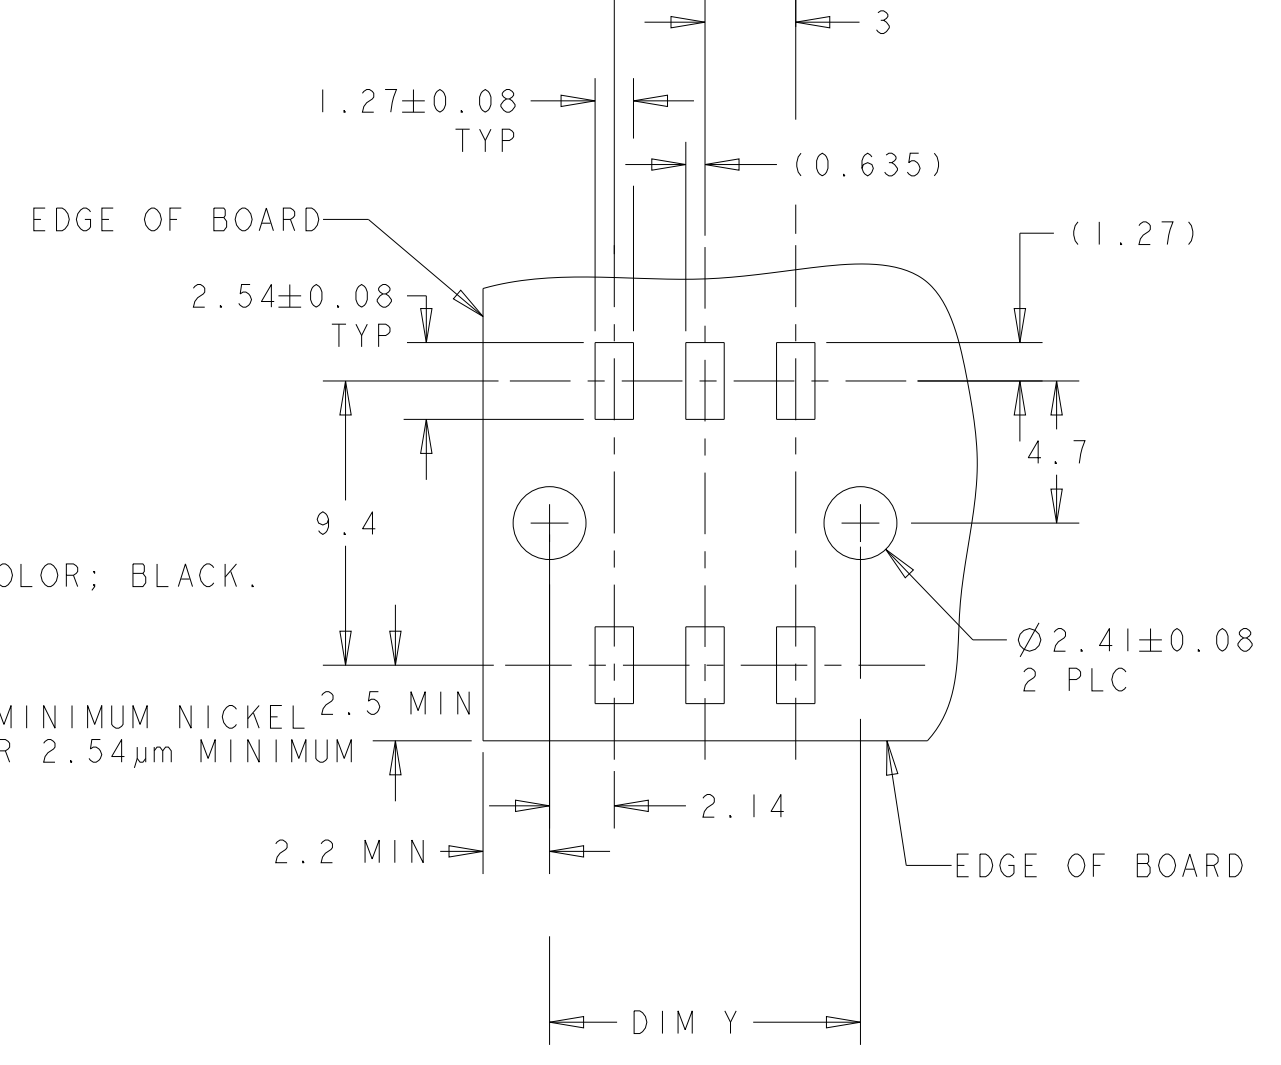 3
1.27±0.08
TYP
(0.635)
EDGE OF BOARD
(1.27)
2.54±0.08
TYP
4.7
9.4
OLOR; BLACK.
Ø2.41±0.08
2 PLC
2.5 MIN
MINIMUM NICKEL
R 2.54µm MINIMUM
2.14
2.2 MIN
EDGE OF BOARD
DIM Y